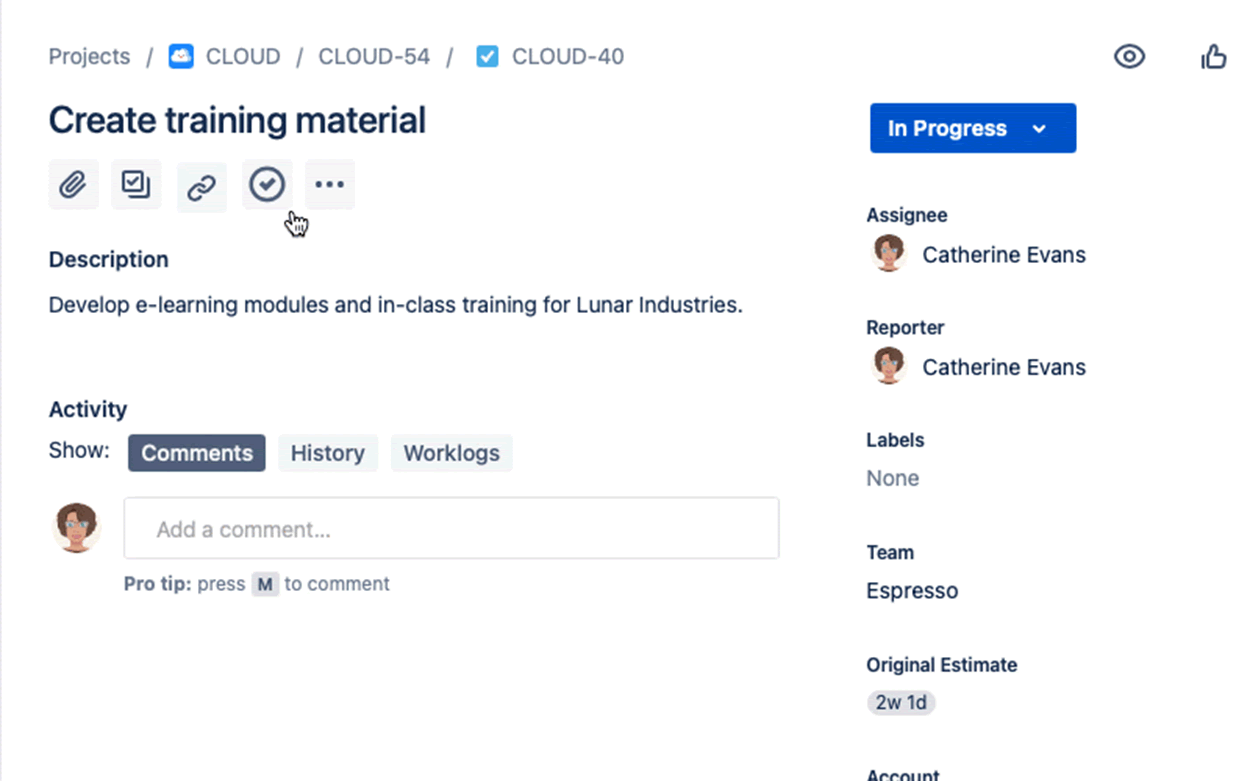 Projects / CLOUD / CLOUD-54 / CLOUD-40
Create training material
In Progress
Description
Develop e-learning modules and in-class training for Lunar Industries.
Activity
Show: Comments History Worklogs
Add a comment...
Pro tip: press M to comment
Assignee
Catherine Evans
Reporter
Catherine Evans
Labels
None
Team
Espresso
Original Estimate
2w 1d
Account